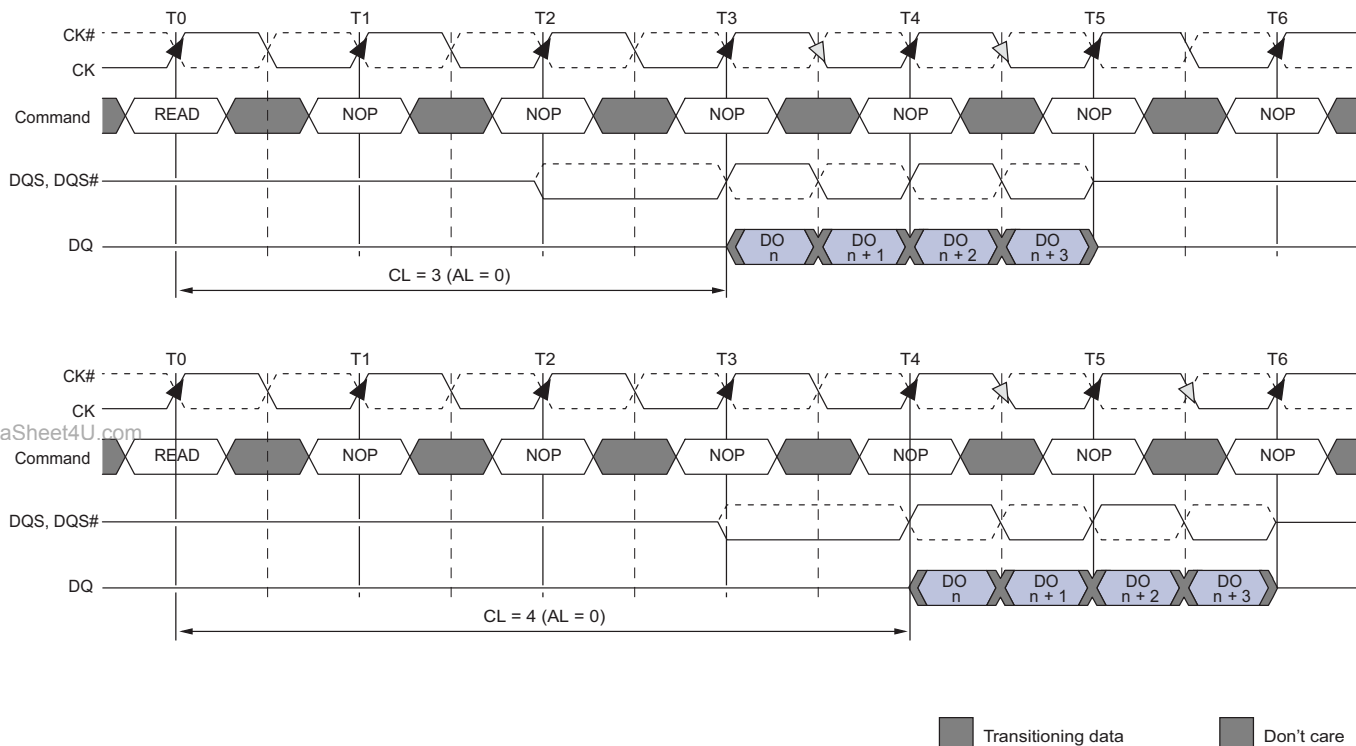 T0 T1 T2 T3 T4 T5 T6
CK#
CK
Command READ NOP NOP NOP NOP NOP NOP
DQS, DQS#
DQ DO n DO n + 1 DO n + 2 DO n + 3
CL = 3 (AL = 0)
T0 T1 T2 T3 T4 T5 T6
CK#
CK
aSheet4U.com
Command READ NOP NOP NOP NOP NOP NOP
DQS, DQS#
DQ DO n DO n + 1 DO n + 2 DO n + 3
CL = 4 (AL = 0)
Transitioning data Don't care